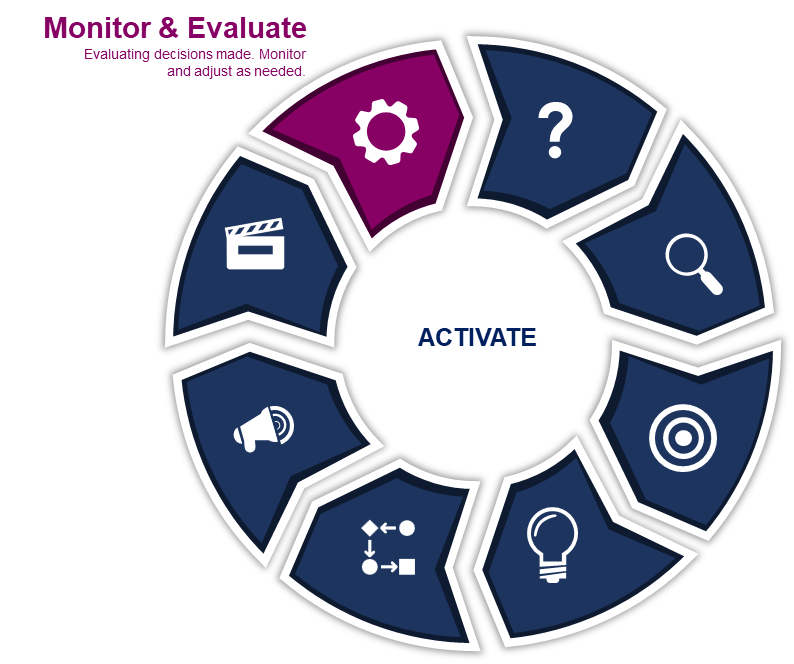 Monitor & Evaluate
Evaluating decisions made. Monitor
and adjust as needed.
?
ACTIVATE